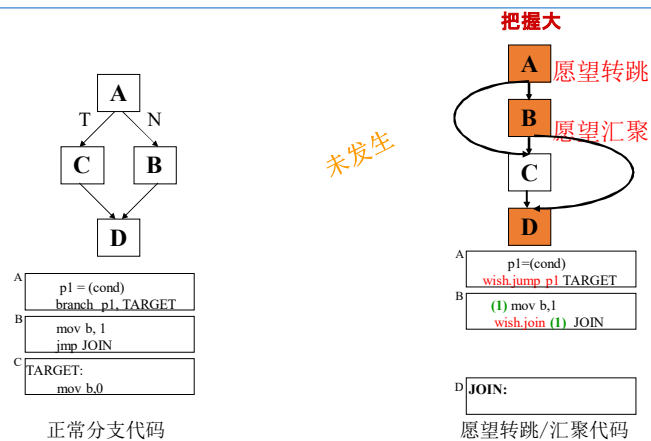 把握大
A
T N
C B
D
A
p1 = (cond)
branch p1, TARGET
B
mov b, 1
jmp JOIN
C
TARGET:
mov b,0
正常分支代码
未发生
A 愿望转跳
B 愿望汇聚
C
D
A
p1=(cond)
wish.jump p1 TARGET
B
(1) mov b,1
wish.join (1) JOIN
D
JOIN:
愿望转跳/汇聚代码